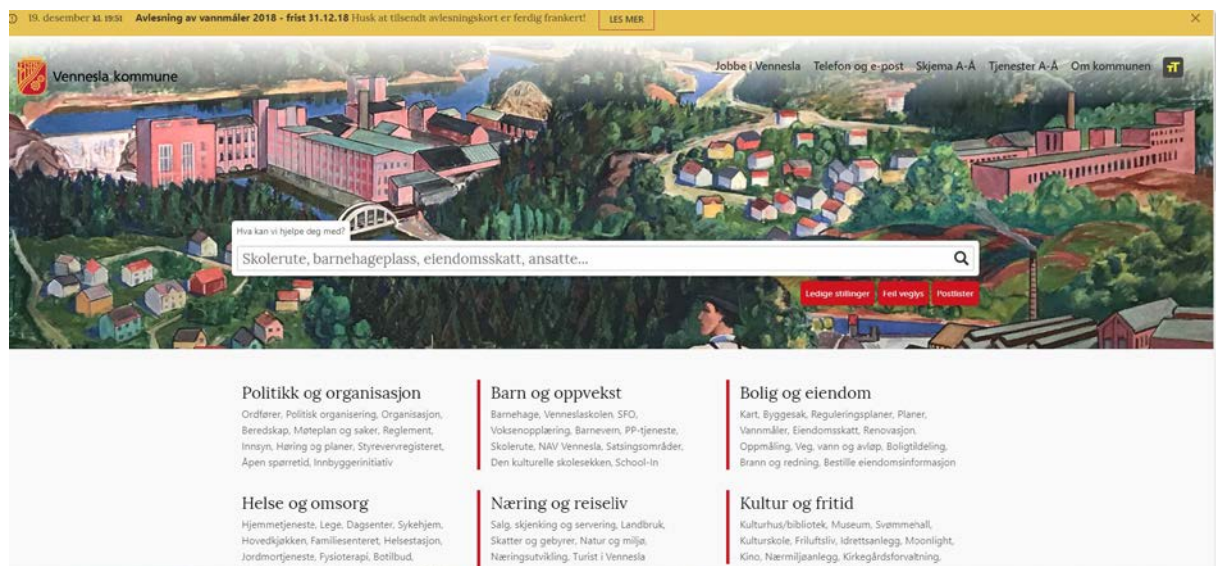 19. desember kl. 19:51 Avlesning av vannmåler 2018 - frist 31.12.18 Husk at tilsendt avlesningskort er ferdig frankert! LES MER
Vennesla kommune
Jobbe i Vennesla Telefon og e-post Skjema A-Å Tjenester A-Å Om kommunen
Hva kan vi hjelpe deg med?
Skolerute, barnehageplass, eiendomsskatt, ansatte...
Ledige stillinger Feil veglys Postlister
Politikk og organisasjon
Ordfører, Politisk organisering, Organisasjon,
Beredskap, Møteplan og saker, Reglement,
Innsyn, Høring og planer, Styrevervregisteret,
Åpen spørretid, Innbyggerinitiativ
Barn og oppvekst
Barnehage, Venneslaskolen, SFO,
Voksenopplæring, Barnevern, PP-tjeneste,
Skolerute, NAV Vennesla, Satsingsområder,
Den kulturelle skolesekken, School-In
Bolig og eiendom
Kart, Byggesak, Reguleringsplaner, Planer,
Vannmåler, Eiendomsskatt, Renovasjon,
Oppmåling, Veg, vann og avløp, Boligtildeling,
Brann og redning, Bestille eiendomsinformasjon
Helse og omsorg
Hjemmetjeneste, Lege, Dagsenter, Sykehjem,
Hovedkjøkken, Familiesenteret, Helsestasjon,
Jordmortjeneste, Fysioterapi, Botilbud,
Næring og reiseliv
Salg, skjenking og servering, Landbruk,
Skatter og gebyrer, Natur og miljø,
Næringsutvikling, Turist i Vennesla
Kultur og fritid
Kulturhus/bibliotek, Museum, Svømmehall,
Kulturskole, Friluftsliv, Idrettsanlegg, Moonlight,
Kino, Nærmiljøanlegg, Kirkegårdsforvaltning,